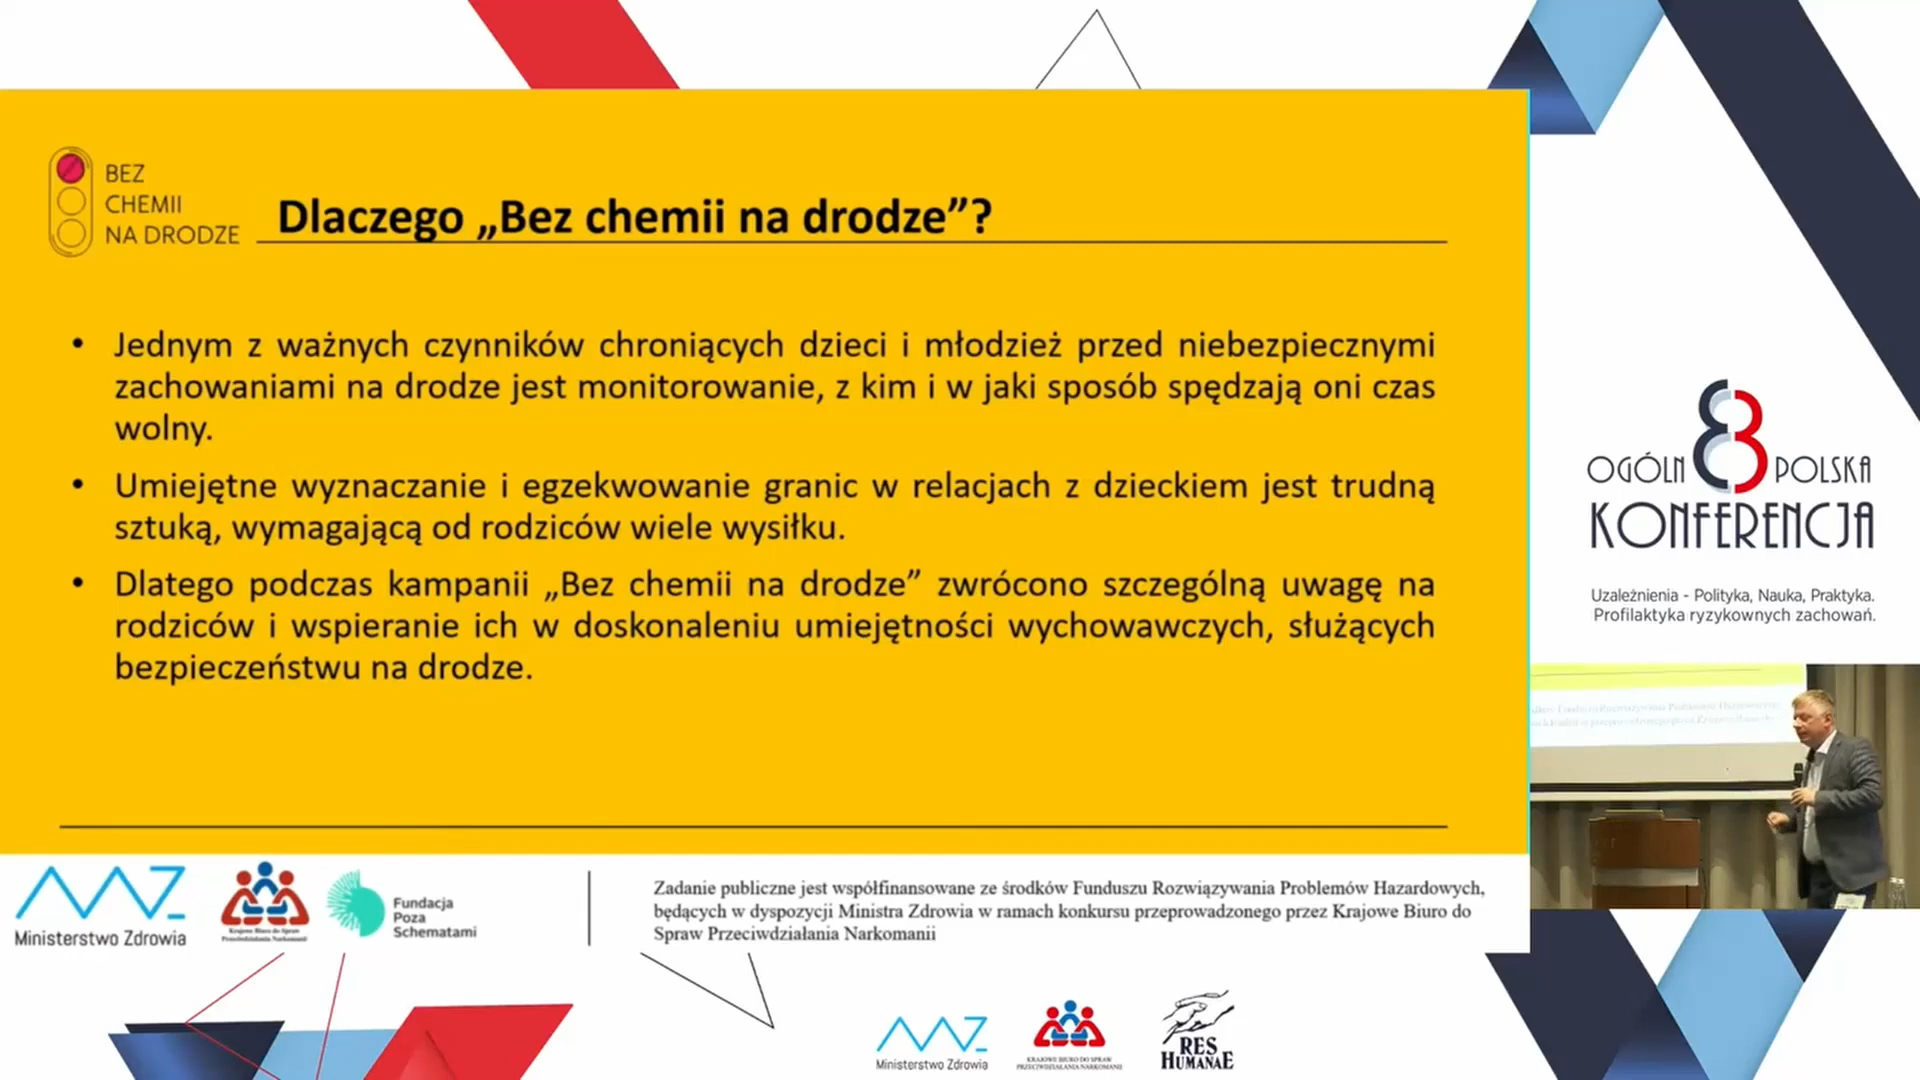 BEZ
CHEMII
NA DRODZE
Dlaczego „Bez chemii na drodze”?
• Jednym z ważnych czynników chroniących dzieci i młodzież przed niebezpiecznymi
zachowaniami na drodze jest monitorowanie, z kim i w jaki sposób spędzają oni czas
wolny.
• Umiejętne wyznaczanie i egzekwowanie granic w relacjach z dzieckiem jest trudną
sztuką, wymagającą od rodziców wiele wysiłku.
• Dlatego podczas kampanii „Bez chemii na drodze” zwrócono szczególną uwagę na
rodziców i wspieranie ich w doskonaleniu umiejętności wychowawczych, służących
bezpieczeństwu na drodze.
OGÓLN 8 POLSKA
KONFERENCJA
Uzależnienia - Polityka, Nauka, Praktyka.
Profilaktyka ryzykownych zachowań.
Ministerstwo Zdrowia
Krajowe Biuro do Spraw
Przeciwdziałania Narkomanii
Fundacja
Poza
Schematami
Zadanie publiczne jest współfinansowane ze środków Funduszu Rozwiązywania Problemów Hazardowych,
będących w dyspozycji Ministra Zdrowia w ramach konkursu przeprowadzonego przez Krajowe Biuro do
Spraw Przeciwdziałania Narkomanii
Ministerstwo Zdrowia
KRAJOWE BIURO DO SPRAW
PRZECIWDZIAŁANIA NARKOMANII
RES
HUMANAE